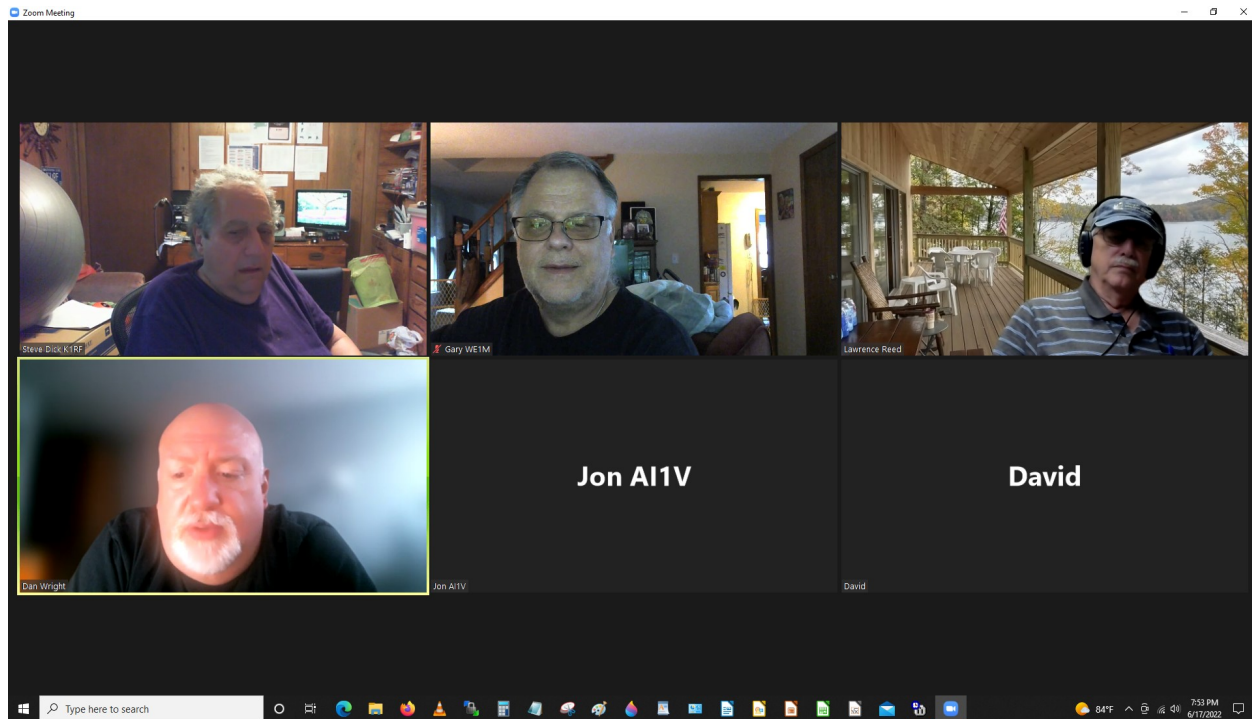 Zoom Meeting
Steve Dick K1RF
Gary WE1M
Lawrence Reed
Dan Wright
Jon AI1V
Jon AI1V
David
David
Type here to search
84°F
7:53 PM
6/17/2022